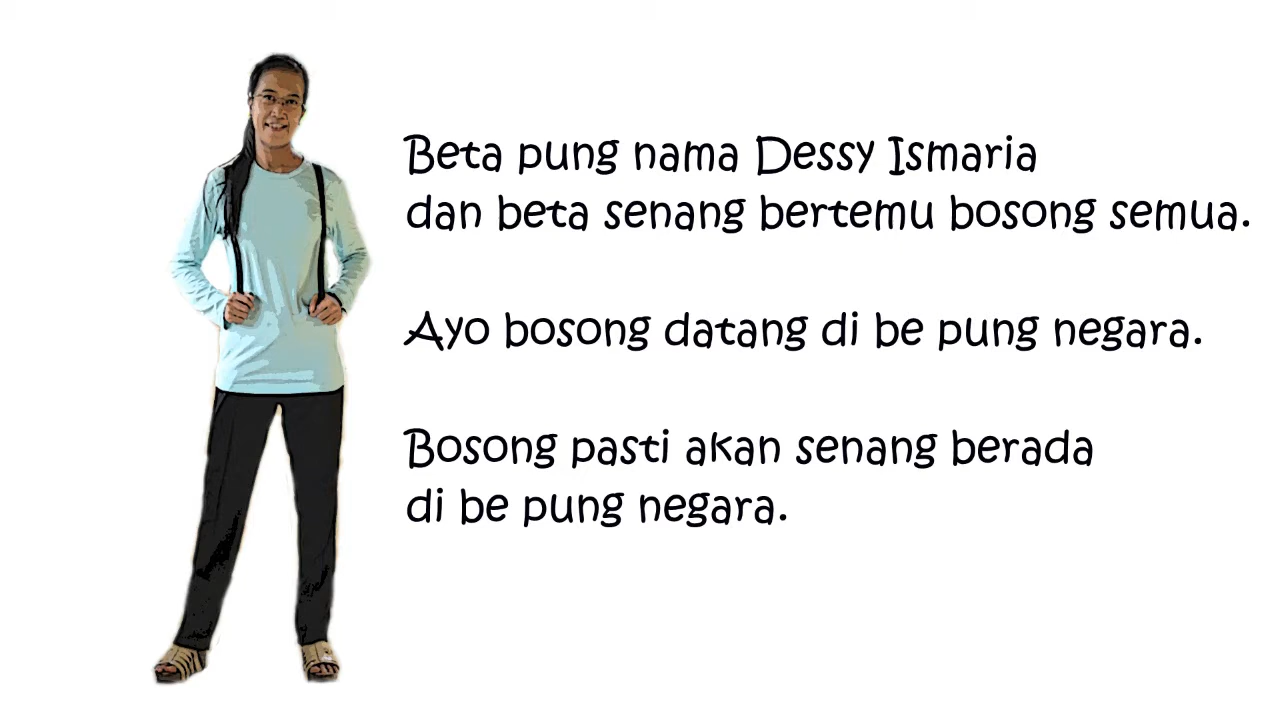 Beta pung nama Dessy Ismaria
dan beta senang bertemu bosong semua.
Ayo bosong datang di be pung negara.
Bosong pasti akan senang berada
di be pung negara.